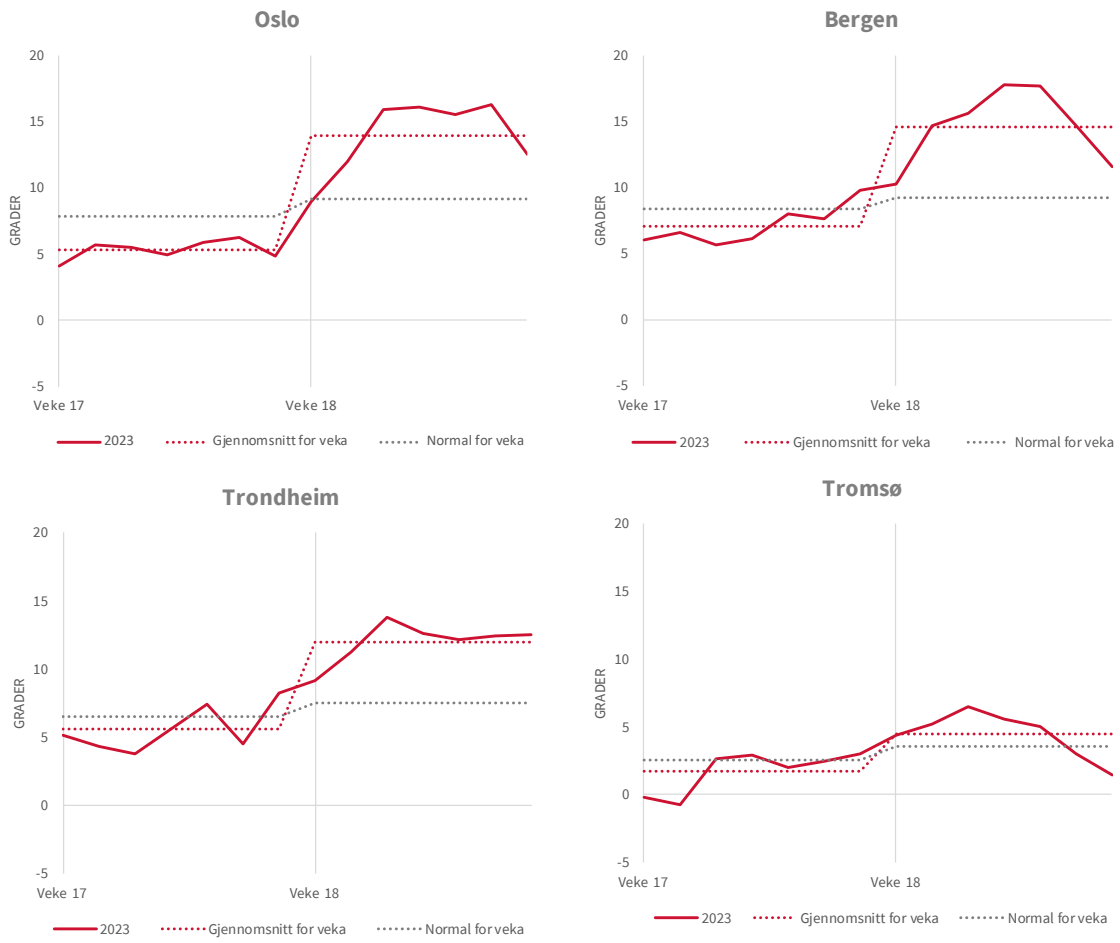 Oslo
20
15
10
5
0
-5
GRADER
Veke 17
Veke 18
2023
Gjennomsnitt for veka
Normal for veka
Bergen
20
15
10
5
0
-5
GRADER
Veke 17
Veke 18
2023
Gjennomsnitt for veka
Normal for veka
Trondheim
20
15
10
5
0
-5
GRADER
Veke 17
Veke 18
2023
Gjennomsnitt for veka
Normal for veka
Tromsø
20
15
10
5
0
-5
GRADER
Veke 17
Veke 18
2023
Gjennomsnitt for veka
Normal for veka